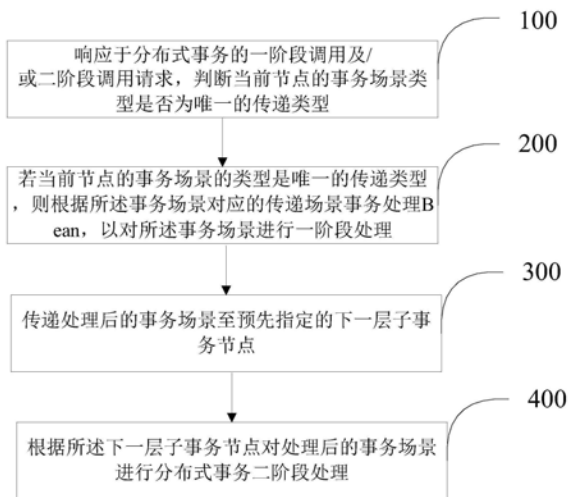 100
响应于分布式事务的一阶段调用及/
或二阶段调用请求，判断当前节点的事务场景类
型是否为唯一的传递类型
200
若当前节点的事务场景的类型是唯一的传递类型
，则根据所述事务场景对应的传递场景事务处理B
ean，以对所述事务场景进行一阶段处理
300
传递处理后的事务场景至预先指定的下一层子事
务节点
400
根据所述下一层子事务节点对处理后的事务场景
进行分布式事务二阶段处理